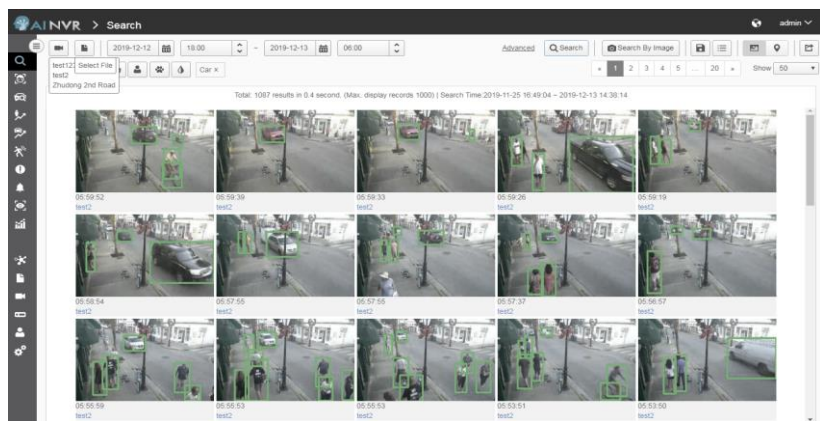 AI NVR > Search
admin
2019-12-12 18:00 - 2019-12-13 06:00 Advanced Search Search By Image
test123 Select File
test2
Zhudong 2nd Road
Car × « 1 2 3 4 5 ... 20 » Show 50
Total: 1087 results in 0.4 second. (Max. display records 1000) | Search Time:2019-11-25 16:49:04 ~ 2019-12-13 14:38:14
05:59:52 05:59:39 05:59:33 05:59:26 05:59:19
test2 test2 test2 test2 test2
05:58:54 05:57:55 05:57:55 05:57:37 05:56:57
test2 test2 test2 test2 test2
05:55:59 05:55:53 05:55:53 05:53:51 05:53:50
test2 test2 test2 test2 test2